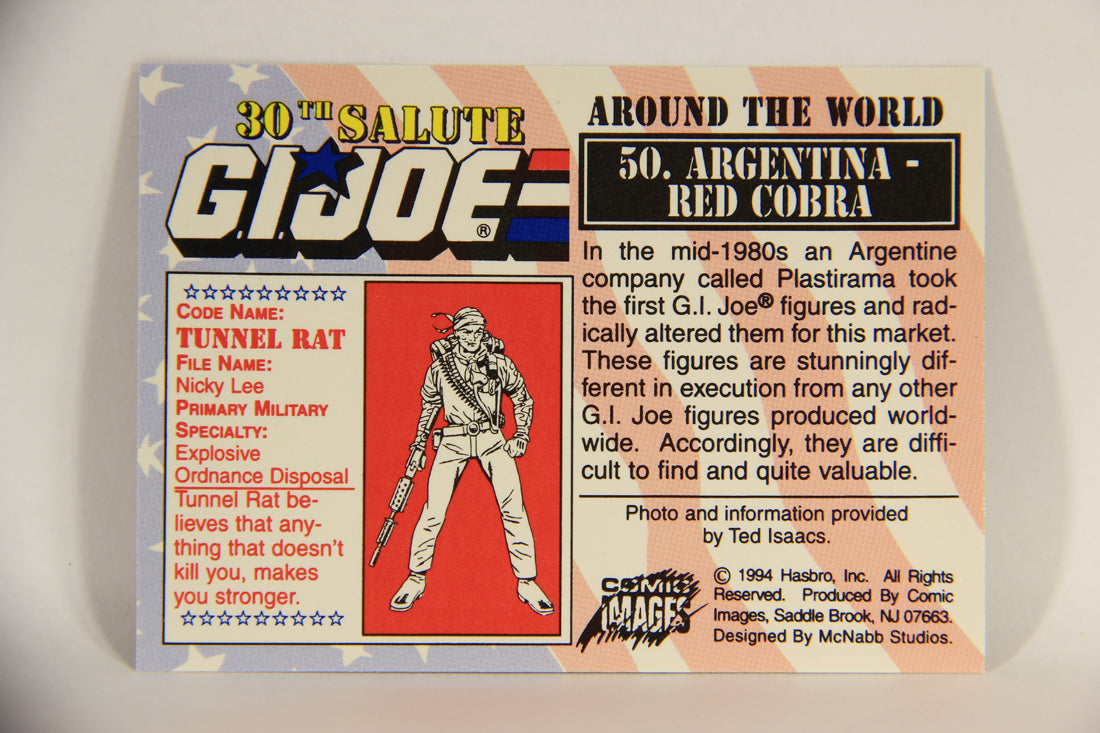 30TH SALUTE
G.I. JOE ®
☆☆☆☆☆☆☆☆☆
CODE NAME:
TUNNEL RAT
FILE NAME:
Nicky Lee
PRIMARY MILITARY
SPECIALTY:
Explosive
Ordnance Disposal
Tunnel Rat be-
lieves that any-
thing that doesn't
kill you, makes
you stronger.
☆☆☆☆☆☆☆☆☆
AROUND THE WORLD
50. ARGENTINA -
RED COBRA
In the mid-1980s an Argentine
company called Plastirama took
the first G.I. Joe® figures and rad-
ically altered them for this market.
These figures are stunningly dif-
ferent in execution from any other
G.I. Joe figures produced world-
wide. Accordingly, they are diffi-
cult to find and quite valuable.
Photo and information provided
by Ted Isaacs.
COMIC
IMAGES
© 1994 Hasbro, Inc. All Rights
Reserved. Produced By Comic
Images, Saddle Brook, NJ 07663.
Designed By McNabb Studios.